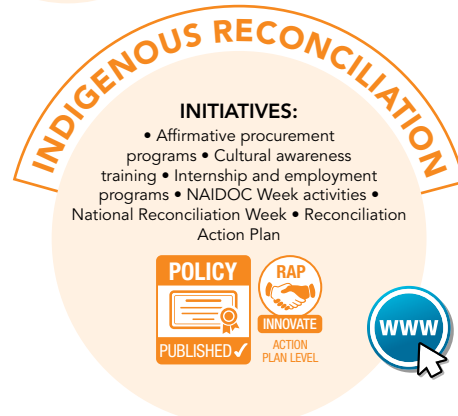 INDIGENOUS RECONCILIATION
INITIATIVES:
• Affirmative procurement
programs • Cultural awareness
training • Internship and employment
programs • NAIDOC Week activities •
National Reconciliation Week • Reconciliation
Action Plan
POLICY
PUBLISHED ✓
RAP
INNOVATE
ACTION
PLAN LEVEL
www